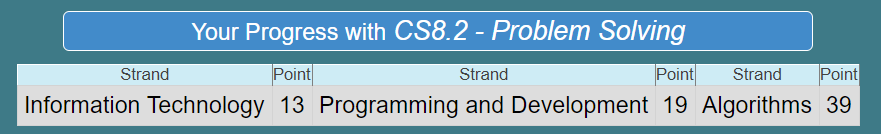 Your Progress with CS8.2 - Problem Solving
Strand Point Strand Point Strand Point
Information Technology 13 Programming and Development 19 Algorithms 39